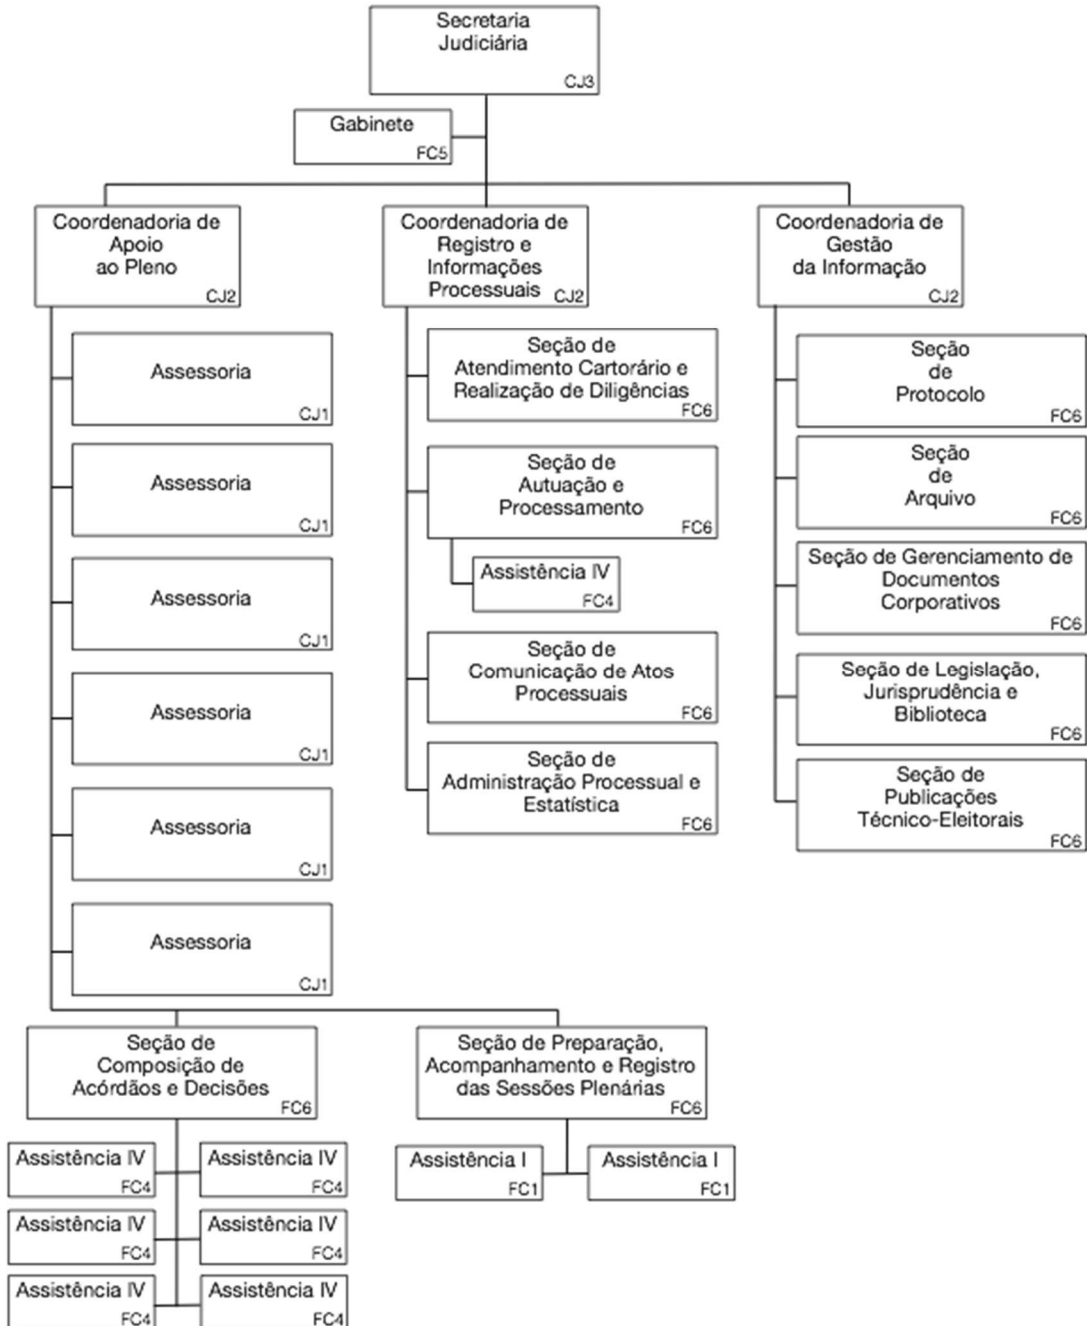 Secretaria
Judiciária
CJ3
Gabinete
FC5
Coordenadoria de
Apoio
ao Pleno
CJ2
Assessoria
CJ1
Assessoria
CJ1
Assessoria
CJ1
Assessoria
CJ1
Assessoria
CJ1
Assessoria
CJ1
Seção de
Composição de
Acórdãos e Decisões
FC6
Assistência IV
FC4
Assistência IV
FC4
Assistência IV
FC4
Assistência IV
FC4
Assistência IV
FC4
Assistência IV
FC4
Seção de Preparação,
Acompanhamento e Registro
das Sessões Plenárias
FC6
Assistência I
FC1
Assistência I
FC1
Coordenadoria de
Registro e
Informações
Processuais
CJ2
Seção de
Atendimento Cartorário e
Realização de Diligências
FC6
Seção de
Autuação e
Processamento
FC6
Assistência IV
FC4
Seção de
Comunicação de Atos
Processuais
FC6
Seção de
Administração Processual e
Estatística
FC6
Coordenadoria de
Gestão
da Informação
CJ2
Seção
de
Protocolo
FC6
Seção
de
Arquivo
FC6
Seção de Gerenciamento de
Documentos
Corporativos
FC6
Seção de Legislação,
Jurisprudência e
Biblioteca
FC6
Seção de
Publicações
Técnico-Eleitorais
FC6